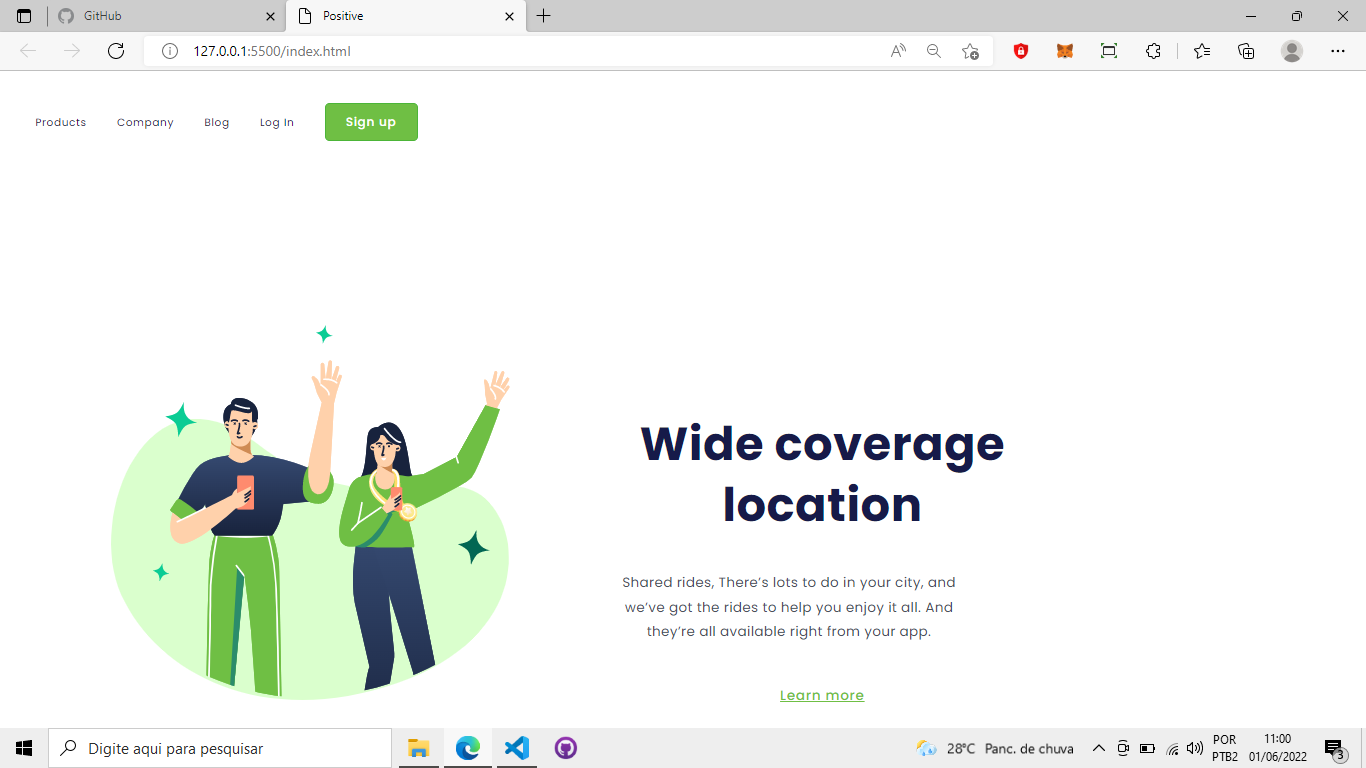 GitHub
Positive
127.0.0.1:5500/index.html
Products Company Blog Log In Sign up
Wide coverage
location
Shared rides, There’s lots to do in your city, and
we’ve got the rides to help you enjoy it all. And
they’re all available right from your app.
Learn more
Digite aqui para pesquisar
28°C Panc. de chuva
POR
PTB2
11:00
01/06/2022
3